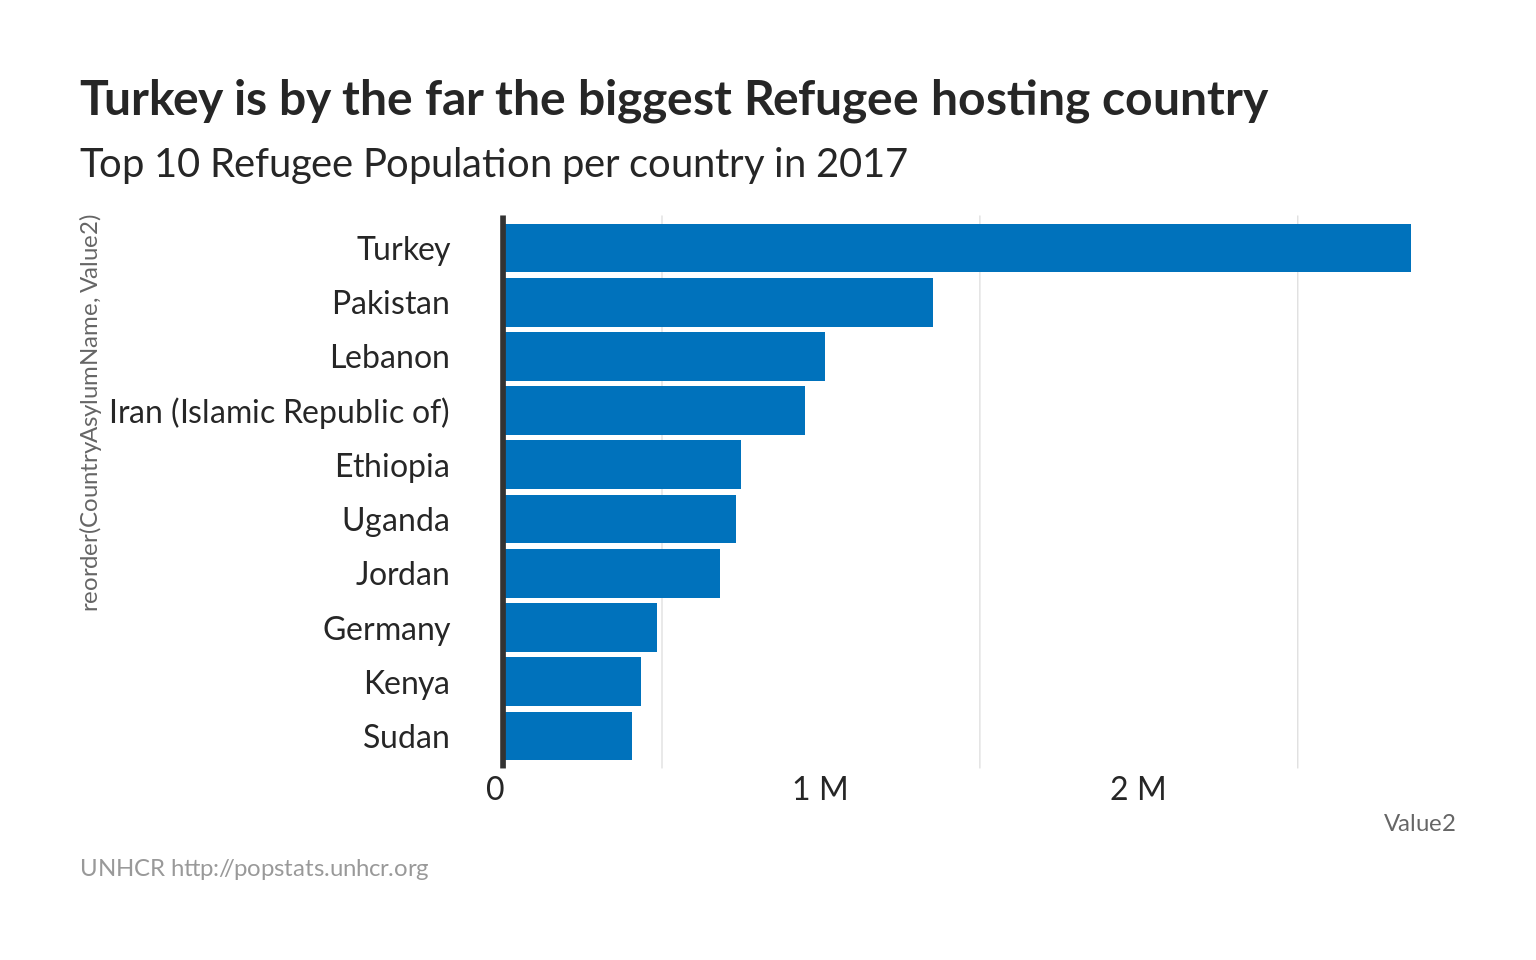 Turkey is by the far the biggest Refugee hosting country
Top 10 Refugee Population per country in 2017
reorder(CountryAsylumName, Value2)
Turkey
Pakistan
Lebanon
Iran (Islamic Republic of)
Ethiopia
Uganda
Jordan
Germany
Kenya
Sudan
0 1 M 2 M
Value2
UNHCR http://popstats.unhcr.org